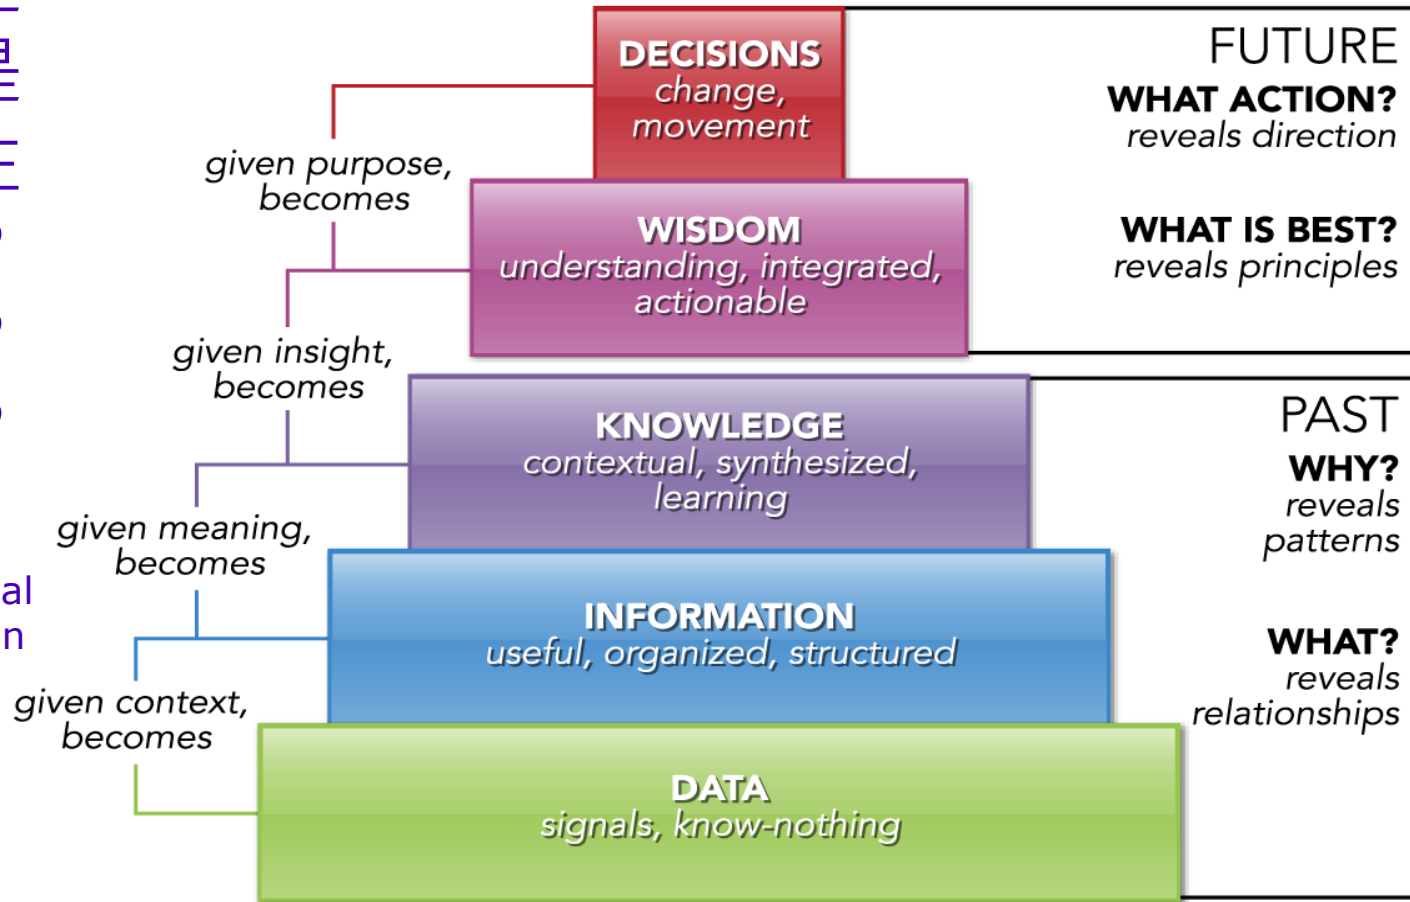 DECISIONS
change,
movement
FUTURE
WHAT ACTION?
reveals direction
given purpose,
becomes
WISDOM
understanding, integrated,
actionable
WHAT IS BEST?
reveals principles
given insight,
becomes
KNOWLEDGE
contextual, synthesized,
learning
PAST
WHY?
reveals
patterns
given meaning,
becomes
INFORMATION
useful, organized, structured
WHAT?
reveals
relationships
given context,
becomes
DATA
signals, know-nothing
al
n